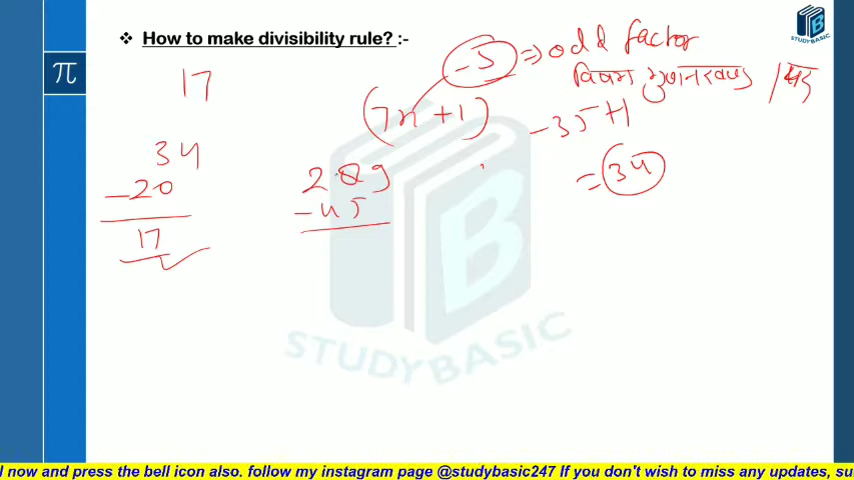 ❖ How to make divisibility rule? :-
STUDYBASIC
π
17
-5 ⇒ odd factor
विषम गुणनखण्ड
(7x + 1)
-35+1
= 34
34
-20
17
289
-45
STUDYBASIC
l now and press the bell icon also. follow my instagram page @studybasic247 If you don't wish to miss any updates, su